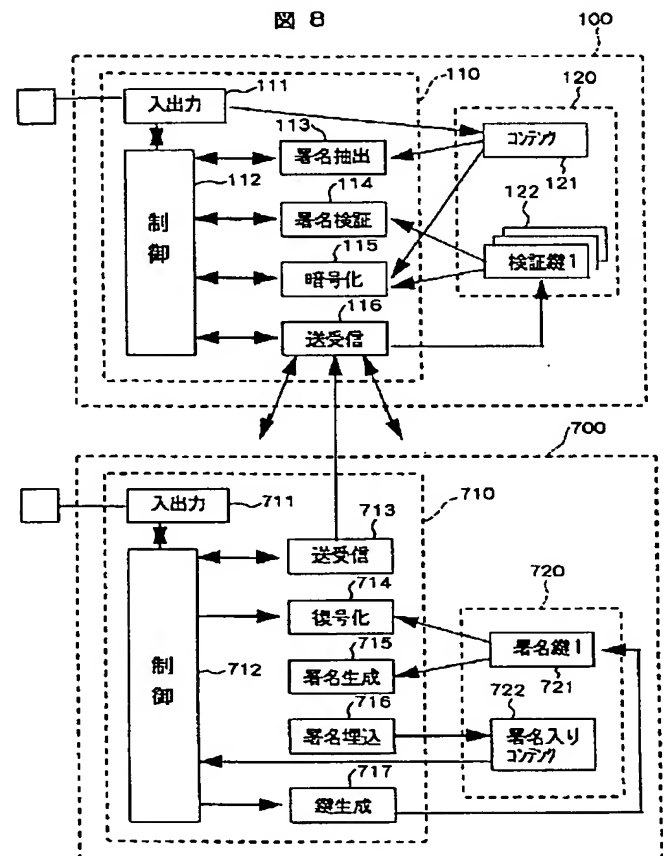 図 8
100
110
111
入出力
120
113
署名抽出
コンテンツ
121
112
114
署名検証
122
制御
115
暗号化
検証鍵1
116
送受信
700
入出力
711
710
713
送受信
714
復号化
720
制御
712
715
署名生成
署名鍵1
721
716
署名埋込
722
署名入り
コンテンツ
717
鍵生成